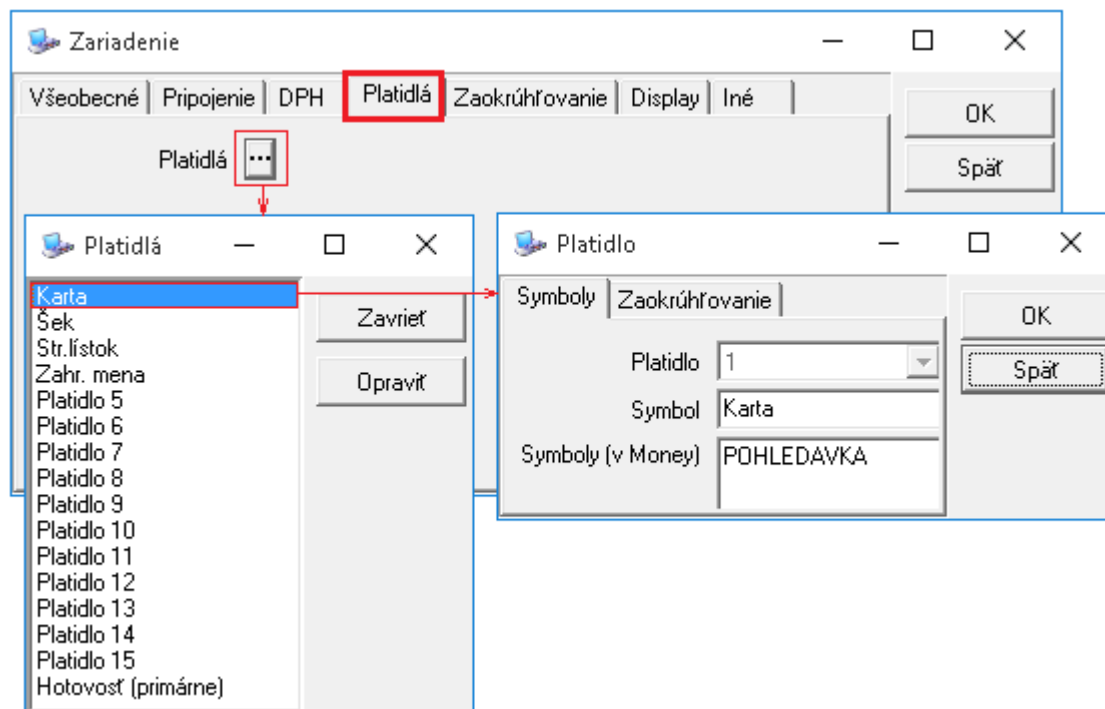 Zariadenie
Všeobecné Pripojenie DPH Platidlá Zaokrúhľovanie Display Iné
OK
Platidlá ...
Späť
Platidlá
Karta
Šek
Str.lístok
Zahr. mena
Platidlo 5
Platidlo 6
Platidlo 7
Platidlo 8
Platidlo 9
Platidlo 10
Platidlo 11
Platidlo 12
Platidlo 13
Platidlo 14
Platidlo 15
Hotovosť (primárne)
Zavrieť
Opraviť
Platidlo
Symboly Zaokrúhľovanie
Platidlo 1
Symbol Karta
Symboly (v Money) POHLEDAVKA
OK
Späť